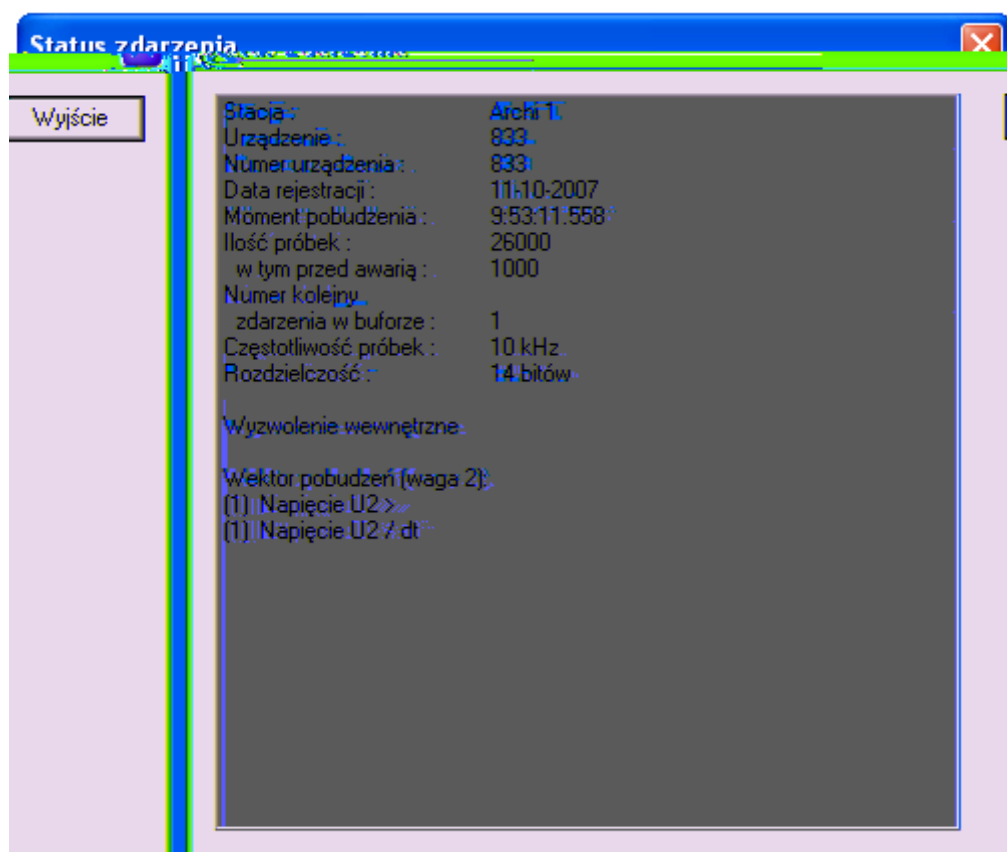 Status zdarzenia
Wyjście
Stacja : Archi 1
Urządzenie : 833
Numer urządzenia : 833
Data rejestracji : 11-10-2007
Moment pobudzenia : 9:53:11.558
Ilość próbek : 26000
w tym przed awarią : 1000
Numer kolejny
zdarzenia w buforze : 1
Częstotliwość próbek : 10 kHz
Rozdzielczość : 14 bitów
Wyzwolenie wewnętrzne
Wektor pobudzeń (waga 2):
(1) Napięcie U2 >
(1) Napięcie U2 / dt